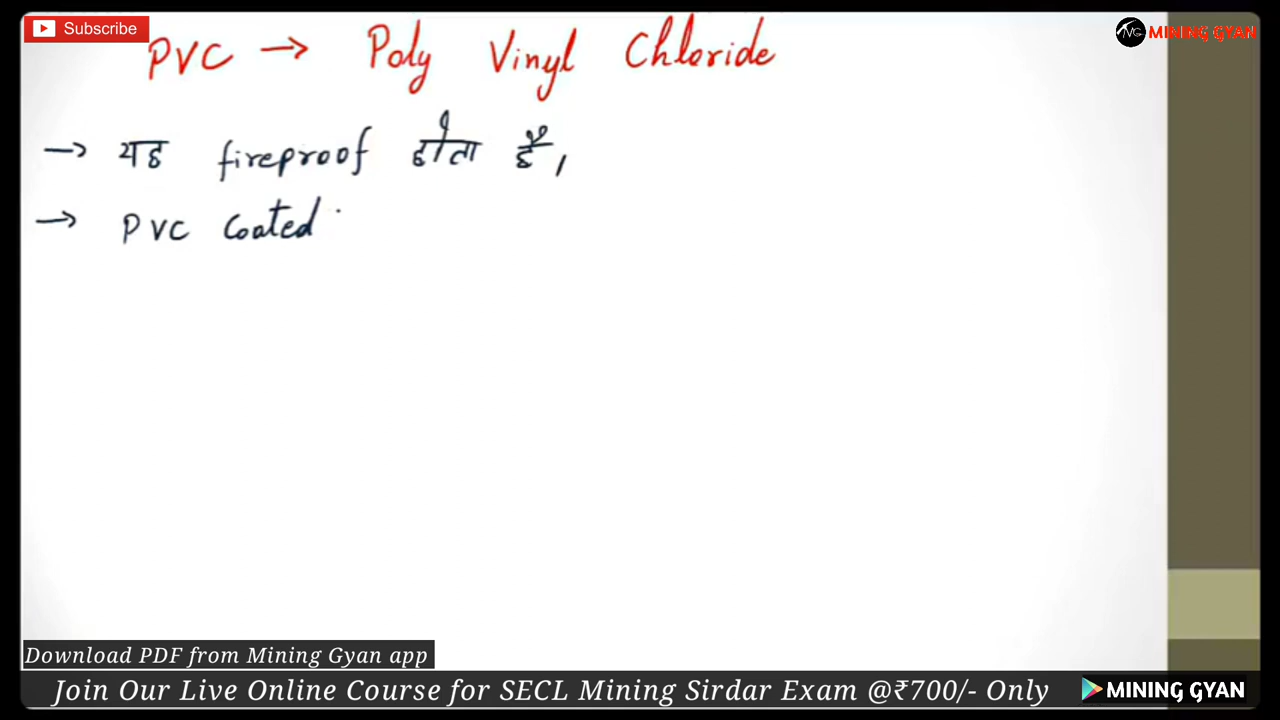 Subscribe
MINING GYAN
PVC → Poly Vinyl Chloride
→ यह fireproof होता है,
→ PVC Coated
Download PDF from Mining Gyan app
Join Our Live Online Course for SECL Mining Sirdar Exam @₹700/- Only
MINING GYAN